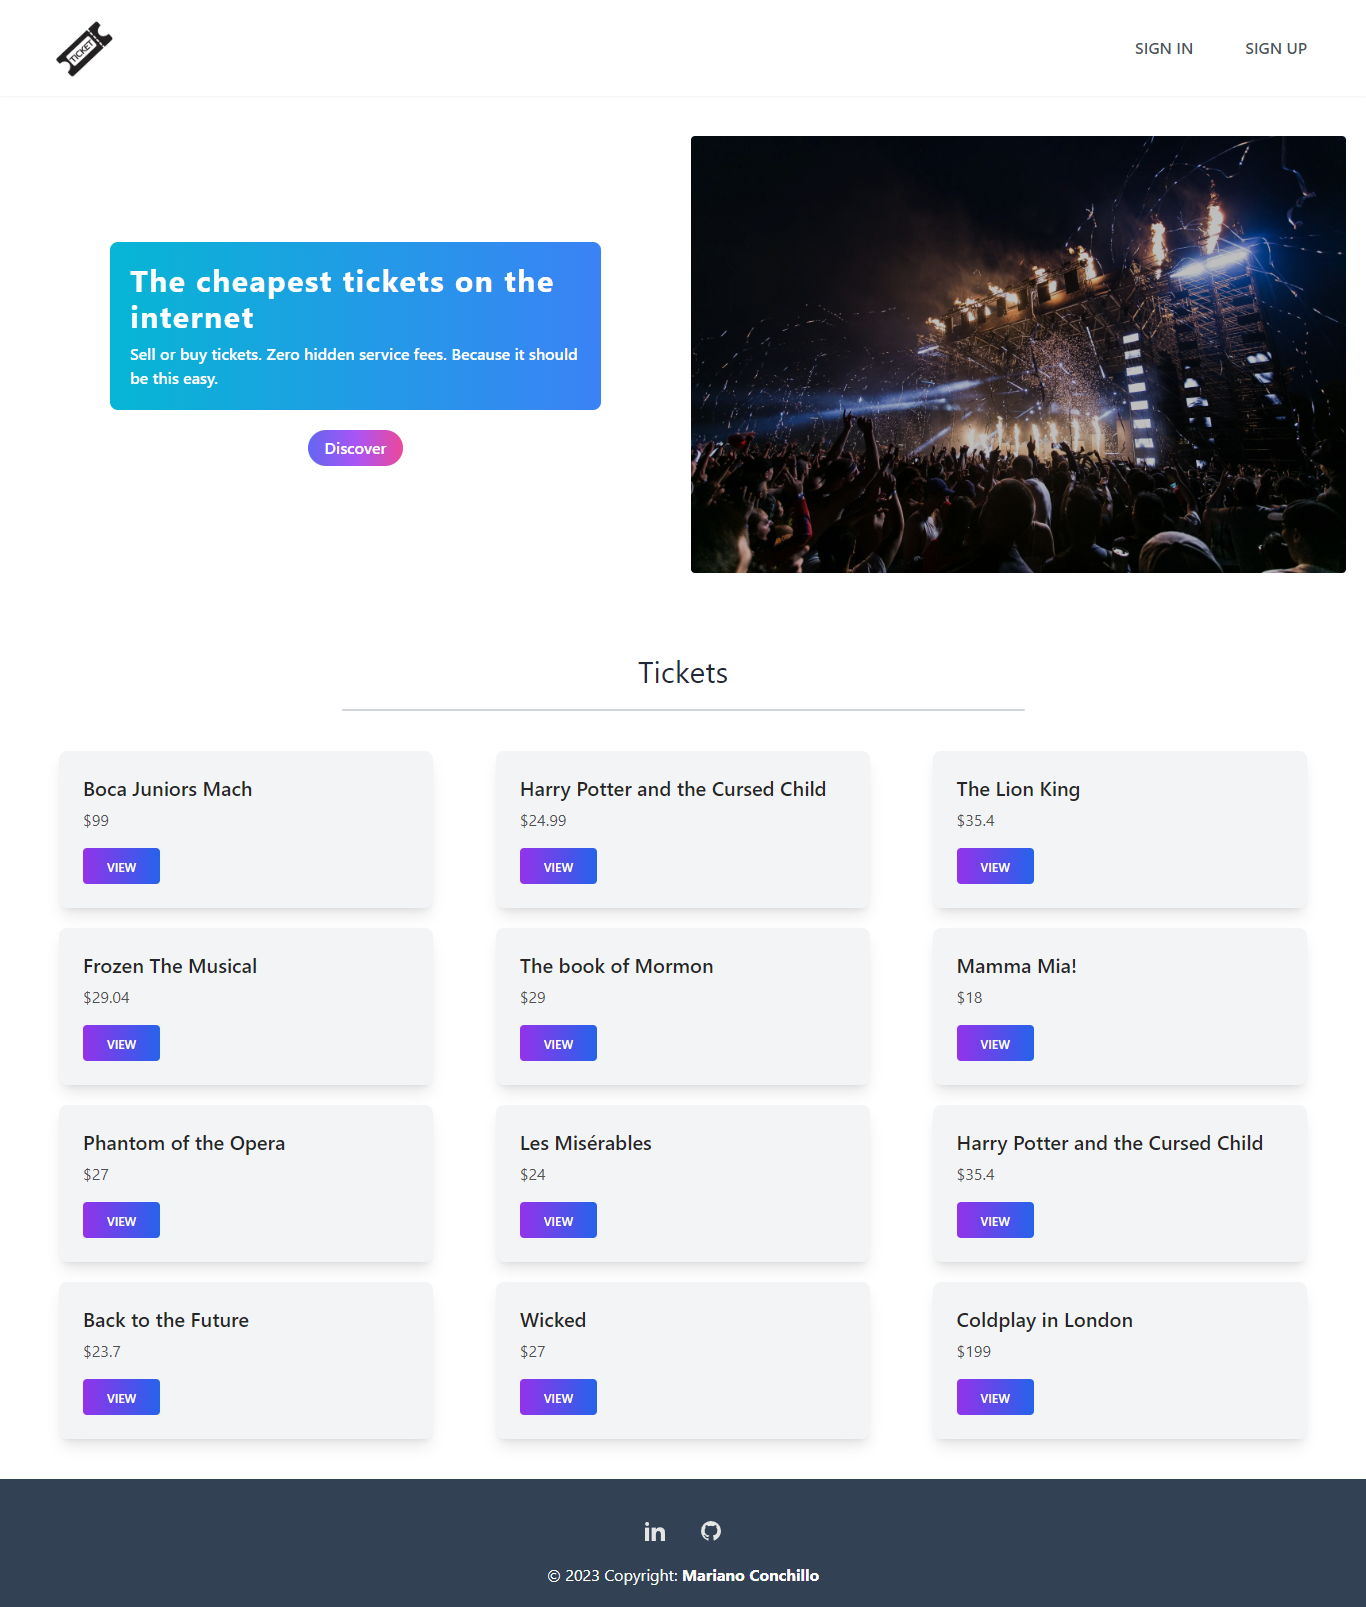 TICKET
SIGN IN
SIGN UP
The cheapest tickets on the
internet
Sell or buy tickets. Zero hidden service fees. Because it should
be this easy.
Discover
Tickets
Boca Juniors Mach
$99
VIEW
Harry Potter and the Cursed Child
$24.99
VIEW
The Lion King
$35.4
VIEW
Frozen The Musical
$29.04
VIEW
The book of Mormon
$29
VIEW
Mamma Mia!
$18
VIEW
Phantom of the Opera
$27
VIEW
Les Misérables
$24
VIEW
Harry Potter and the Cursed Child
$35.4
VIEW
Back to the Future
$23.7
VIEW
Wicked
$27
VIEW
Coldplay in London
$199
VIEW
in
© 2023 Copyright: Mariano Conchillo